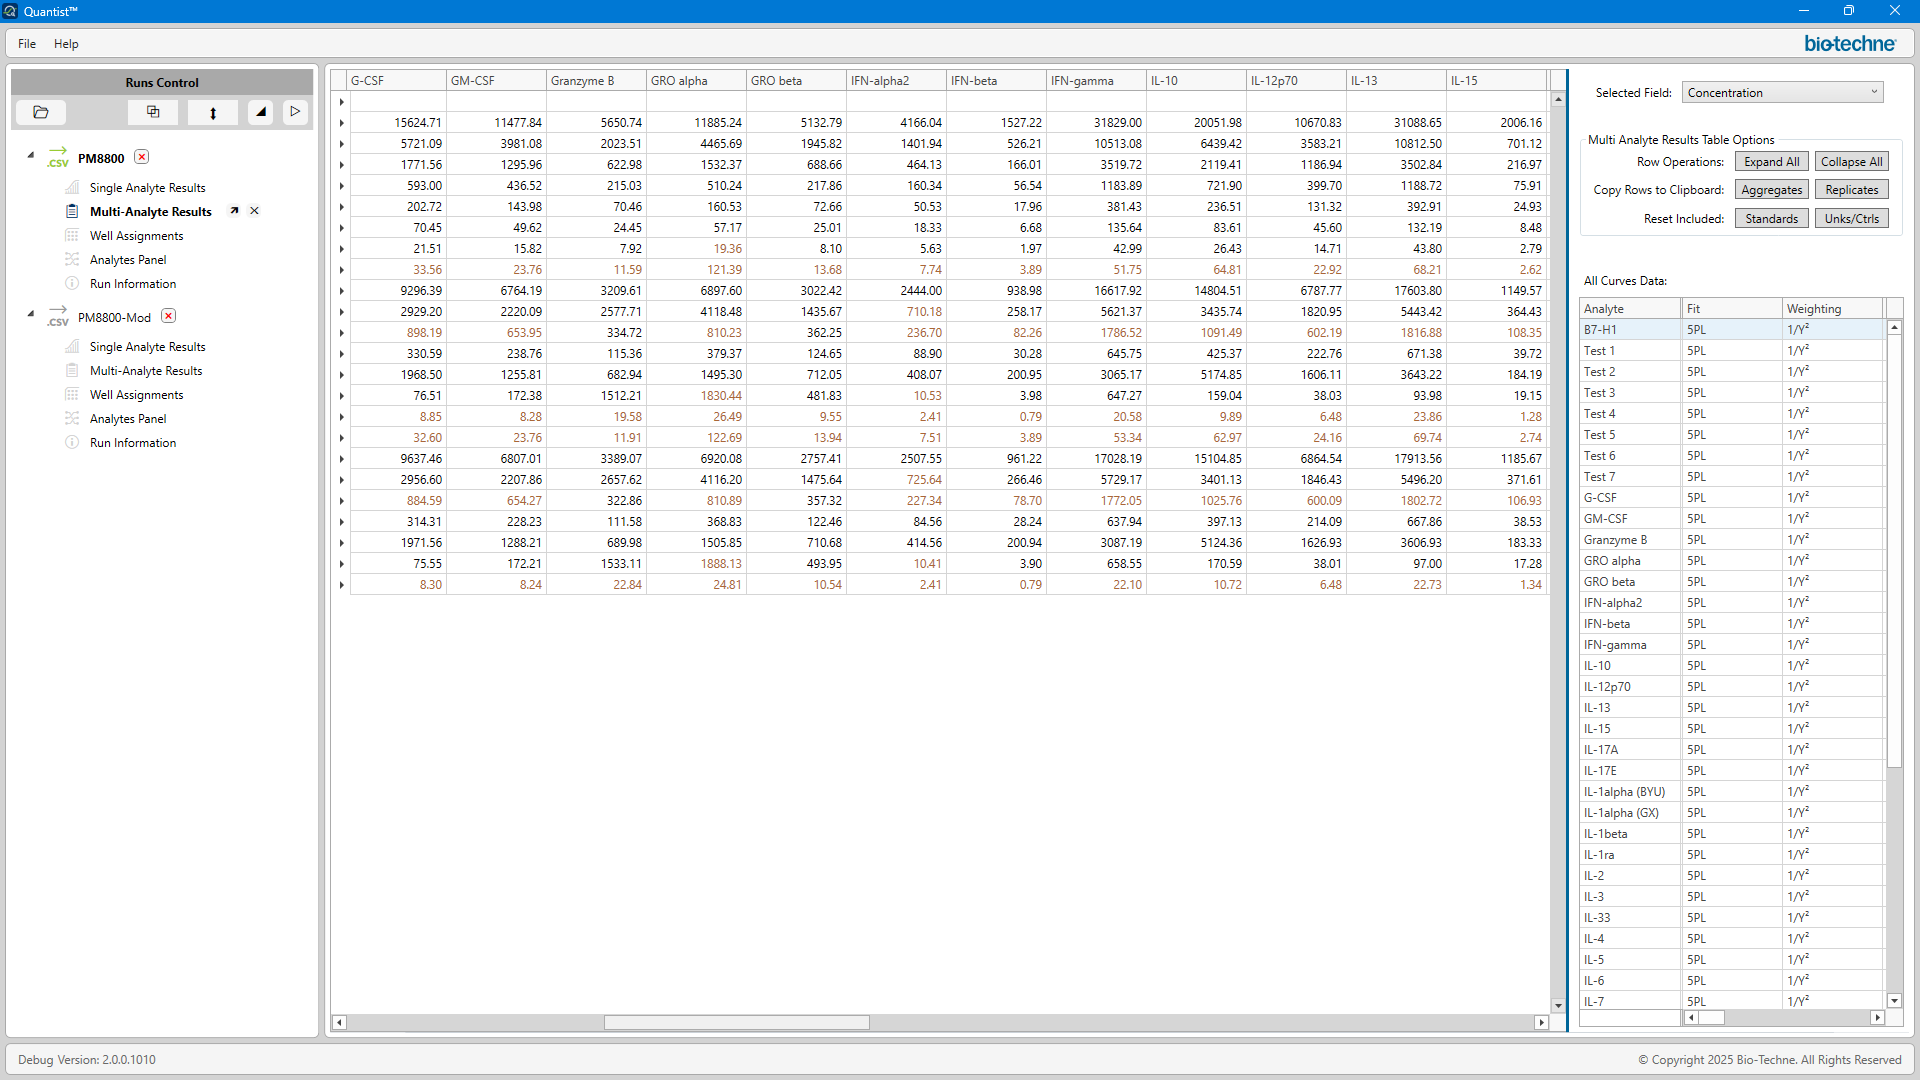 Quantist™
File Help
bio-techne
Runs Control
.CSV PM8800
Single Analyte Results
Multi-Analyte Results
Well Assignments
Analytes Panel
Run Information
.CSV PM8800-Mod
Single Analyte Results
Multi-Analyte Results
Well Assignments
Analytes Panel
Run Information
G-CSF GM-CSF Granzyme B GRO alpha GRO beta IFN-alpha2 IFN-beta IFN-gamma IL-10 IL-12p70 IL-13 IL-15
15624.71 11477.84 5650.74 11885.24 5132.79 4166.04 1527.22 31829.00 20051.98 10670.83 31088.65 2006.16
5721.09 3981.08 2023.51 4465.69 1945.82 1401.94 526.21 10513.08 6439.42 3583.21 10812.50 701.12
1771.56 1295.96 622.98 1532.37 688.66 464.13 166.01 3519.72 2119.41 1186.94 3502.84 216.97
593.00 436.52 215.03 510.24 217.86 160.34 56.54 1183.89 721.90 399.70 1188.72 75.91
202.72 143.98 70.46 160.53 72.66 50.53 17.96 381.43 236.51 131.32 392.91 24.93
70.45 49.62 24.45 57.17 25.01 18.33 6.68 135.64 83.61 45.60 132.19 8.48
21.51 15.82 7.92 19.36 8.10 5.63 1.97 42.99 26.43 14.71 43.80 2.79
33.56 23.76 11.59 121.39 13.68 7.74 3.89 51.75 64.81 22.92 68.21 2.62
9296.39 6764.19 3209.61 6897.60 3022.42 2444.00 938.98 16617.92 14804.51 6787.77 17603.80 1149.57
2929.20 2220.09 2577.71 4118.48 1435.67 710.18 258.17 5621.37 3435.74 1820.95 5443.42 364.43
898.19 653.95 334.72 810.23 362.25 236.70 82.26 1786.52 1091.49 602.19 1816.88 108.35
330.59 238.76 115.36 379.37 124.65 88.90 30.28 645.75 425.37 222.76 671.38 39.72
1968.50 1255.81 682.94 1495.30 712.05 408.07 200.95 3065.17 5174.85 1606.11 3643.22 184.19
76.51 172.38 1512.21 1830.44 481.83 10.53 3.98 647.27 159.04 38.03 93.98 19.15
8.85 8.28 19.58 26.49 9.55 2.41 0.79 20.58 9.89 6.48 23.86 1.28
32.60 23.76 11.91 122.69 13.94 7.51 3.89 53.34 62.97 24.16 69.74 2.74
9637.46 6807.01 3389.07 6920.08 2757.41 2507.55 961.22 17028.19 15104.85 6864.54 17913.56 1185.67
2956.60 2207.86 2657.62 4116.20 1475.64 725.64 266.46 5729.17 3401.13 1846.43 5496.20 371.61
884.59 654.27 322.86 810.89 357.32 227.34 78.70 1772.05 1025.76 600.09 1802.72 106.93
314.31 228.23 111.58 368.83 122.46 84.56 28.24 637.94 397.13 214.09 667.86 38.53
1971.56 1288.21 689.98 1505.85 710.68 414.56 200.94 3087.19 5124.36 1626.93 3606.93 183.33
75.55 172.21 1533.11 1888.13 493.95 10.41 3.90 658.55 170.59 38.01 97.00 17.28
8.30 8.24 22.84 24.81 10.54 2.41 0.79 22.10 10.72 6.48 22.73 1.34
Selected Field: Concentration
Multi Analyte Results Table Options
Row Operations: Expand All Collapse All
Copy Rows to Clipboard: Aggregates Replicates
Reset Included: Standards Unks/Ctrls
All Curves Data:
Analyte Fit Weighting
B7-H1 5PL 1/Y²
Test 1 5PL 1/Y²
Test 2 5PL 1/Y²
Test 3 5PL 1/Y²
Test 4 5PL 1/Y²
Test 5 5PL 1/Y²
Test 6 5PL 1/Y²
Test 7 5PL 1/Y²
G-CSF 5PL 1/Y²
GM-CSF 5PL 1/Y²
Granzyme B 5PL 1/Y²
GRO alpha 5PL 1/Y²
GRO beta 5PL 1/Y²
IFN-alpha2 5PL 1/Y²
IFN-beta 5PL 1/Y²
IFN-gamma 5PL 1/Y²
IL-10 5PL 1/Y²
IL-12p70 5PL 1/Y²
IL-13 5PL 1/Y²
IL-15 5PL 1/Y²
IL-17A 5PL 1/Y²
IL-17E 5PL 1/Y²
IL-1alpha (BYU) 5PL 1/Y²
IL-1alpha (GX) 5PL 1/Y²
IL-1beta 5PL 1/Y²
IL-1ra 5PL 1/Y²
IL-2 5PL 1/Y²
IL-3 5PL 1/Y²
IL-33 5PL 1/Y²
IL-4 5PL 1/Y²
IL-5 5PL 1/Y²
IL-6 5PL 1/Y²
IL-7 5PL 1/Y²
Debug Version: 2.0.0.1010
© Copyright 2025 Bio-Techne. All Rights Reserved